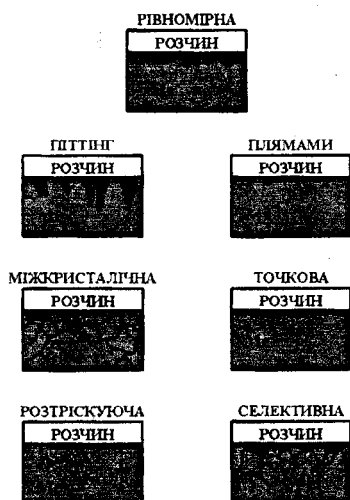 РІВНОМІРНА
РОЗЧИН
ПІТТІНГ
ПЛЯМАМИ
РОЗЧИН
РОЗЧИН
МІЖКРИСТАЛІЧНА
ТОЧКОВА
РОЗЧИН
РОЗЧИН
РОЗТРІСКУЮЧА
СЕЛЕКТИВНА
РОЗЧИН
РОЗЧИН